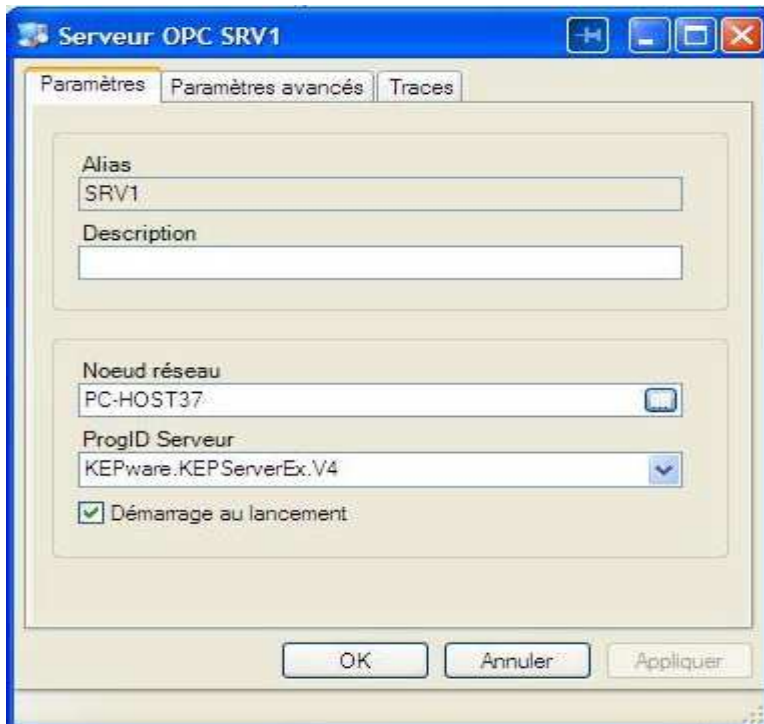 Serveur OPC SRV1
Paramètres Paramètres avancés Traces
Alias
SRV1
Description
Noeud réseau
PC-HOST37
...
ProgID Serveur
KEPware.KEPServerEx.V4
Démarrage au lancement
OK Annuler Appliquer